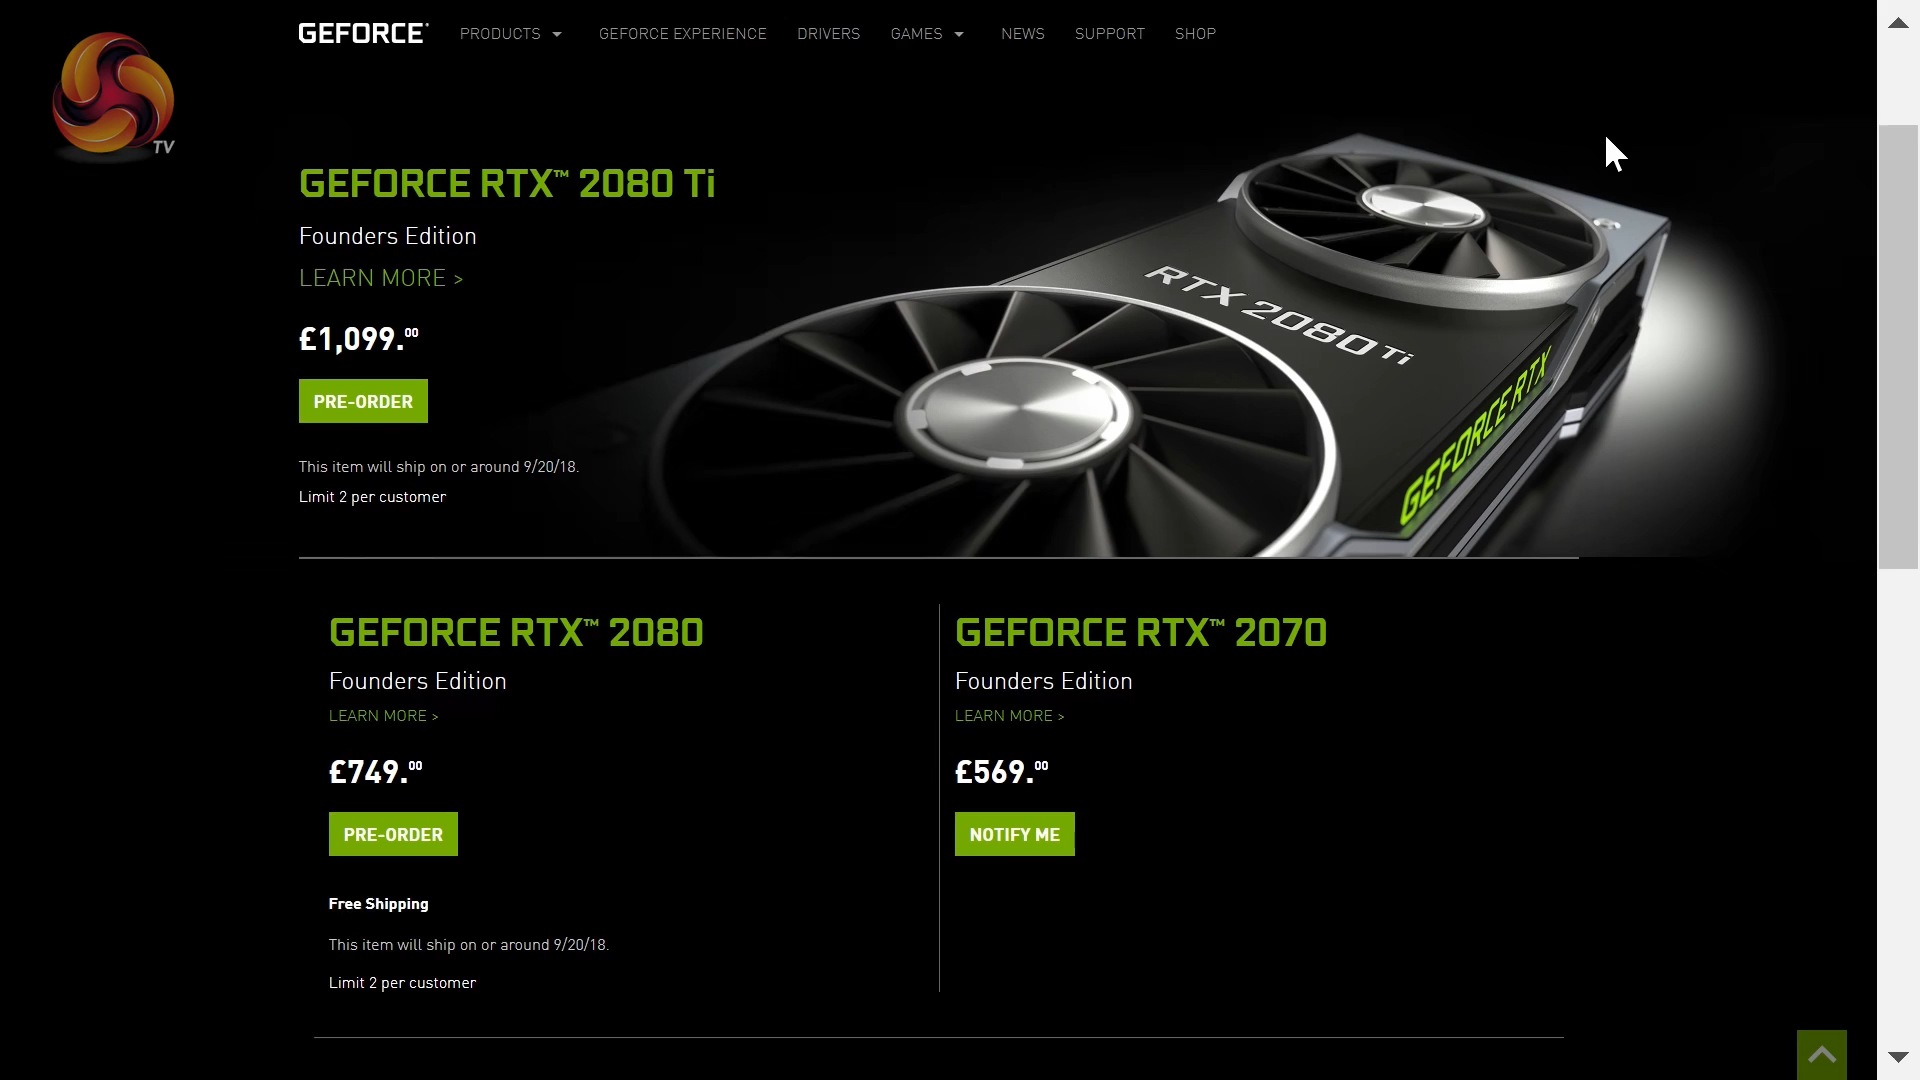 GEFORCE
PRODUCTS
GEFORCE EXPERIENCE
DRIVERS
GAMES
NEWS
SUPPORT
SHOP
TV
GEFORCE RTX™ 2080 Ti
Founders Edition
LEARN MORE >
£1,099.00
PRE-ORDER
This item will ship on or around 9/20/18.
Limit 2 per customer
RTX 2080 Ti
GEFORCE RTX
GEFORCE RTX™ 2080
Founders Edition
LEARN MORE >
£749.00
PRE-ORDER
Free Shipping
This item will ship on or around 9/20/18.
Limit 2 per customer
GEFORCE RTX™ 2070
Founders Edition
LEARN MORE >
£569.00
NOTIFY ME